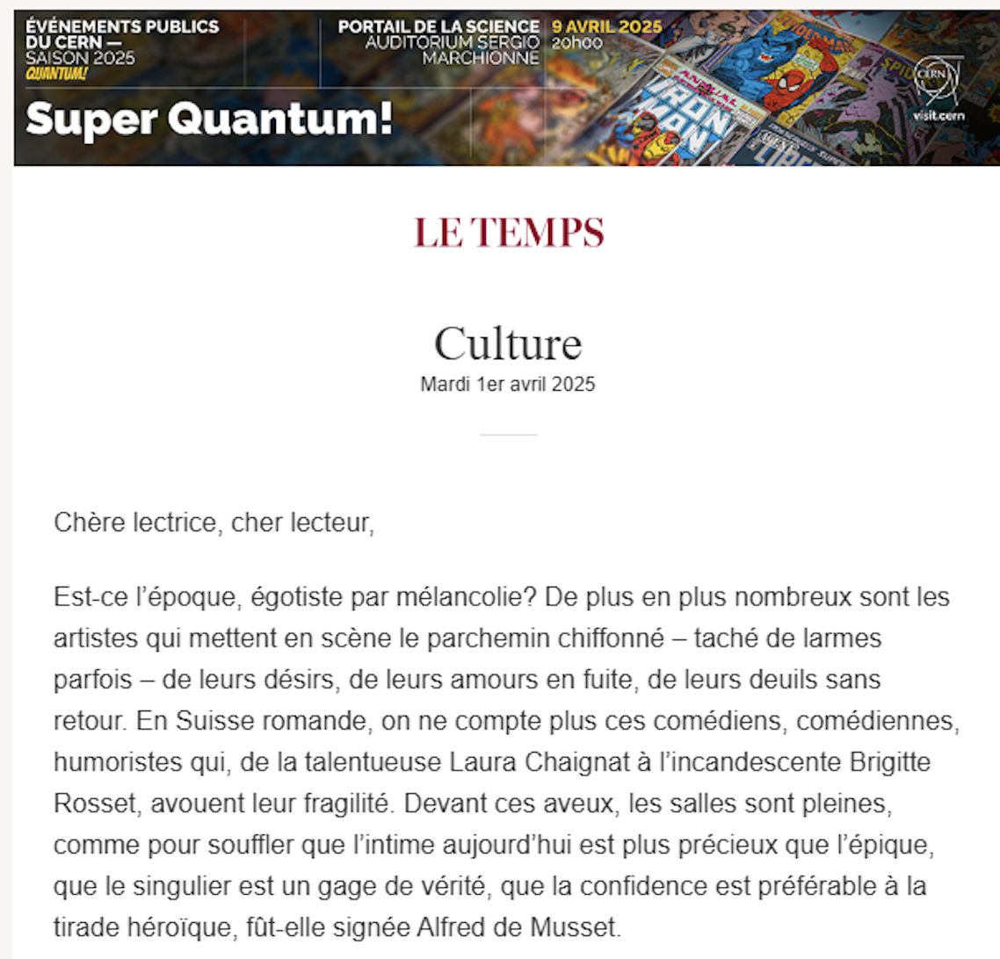 ÉVÉNEMENTS PUBLICS
DU CERN —
SAISON 2025
QUANTUM!
PORTAIL DE LA SCIENCE
AUDITORIUM SERGIO
MARCHIONNE
9 AVRIL 2025
20h00
Super Quantum!
SPIDER-MAN
ANNUAL
IRON
MAN
CERN
visit.cern
LE TEMPS
Culture
Mardi 1er avril 2025
Chère lectrice, cher lecteur,
Est-ce l’époque, égotiste par mélancolie? De plus en plus nombreux sont les
artistes qui mettent en scène le parchemin chiffonné – taché de larmes
parfois – de leurs désirs, de leurs amours en fuite, de leurs deuils sans
retour. En Suisse romande, on ne compte plus ces comédiens, comédiennes,
humoristes qui, de la talentueuse Laura Chaignat à l’incandescente Brigitte
Rosset, avouent leur fragilité. Devant ces aveux, les salles sont pleines,
comme pour souffler que l’intime aujourd’hui est plus précieux que l’épique,
que le singulier est un gage de vérité, que la confidence est préférable à la
tirade héroïque, fût-elle signée Alfred de Musset.